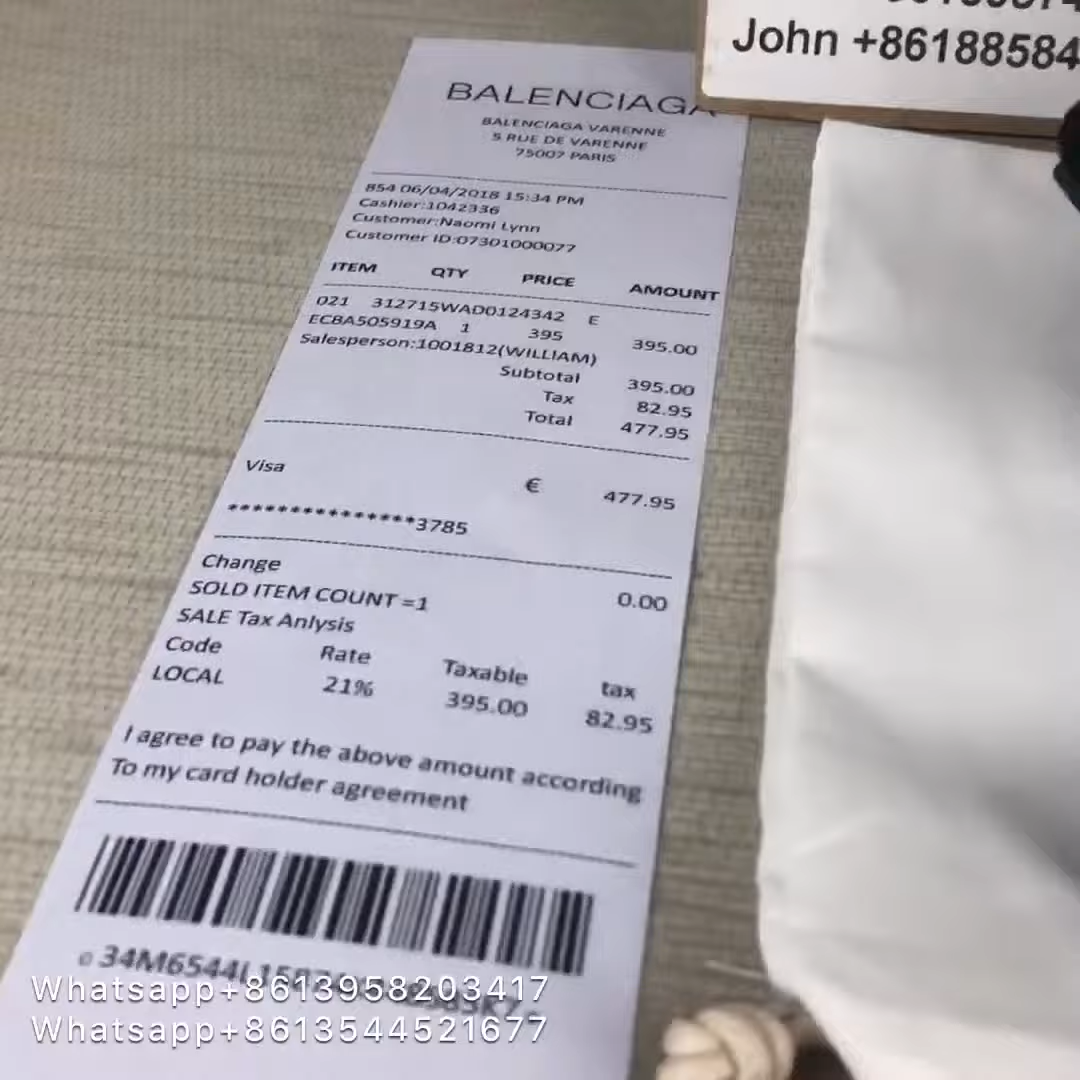 John +86188584
BALENCIAGA
BALENCIAGA VARENNE
5 RUE DE VARENNE
75007 PARIS
854 06/04/2018 15:34 PM
Cashier:1042336
Customer:Naomi Lynn
Customer ID:07301000077
ITEM QTY PRICE AMOUNT
021 312715WAD0124342 E
ECBA505919A 1 395 395.00
Salesperson:1001812(WILLIAM)
Subtotal 395.00
Tax 82.95
Total 477.95
Visa € 477.95
***************3785
Change 0.00
SOLD ITEM COUNT =1
SALE Tax Anlysis
Code Rate Taxable tax
LOCAL 21% 395.00 82.95
I agree to pay the above amount according
To my card holder agreement
Whatsapp+8613958203417
Whatsapp+8613544521677